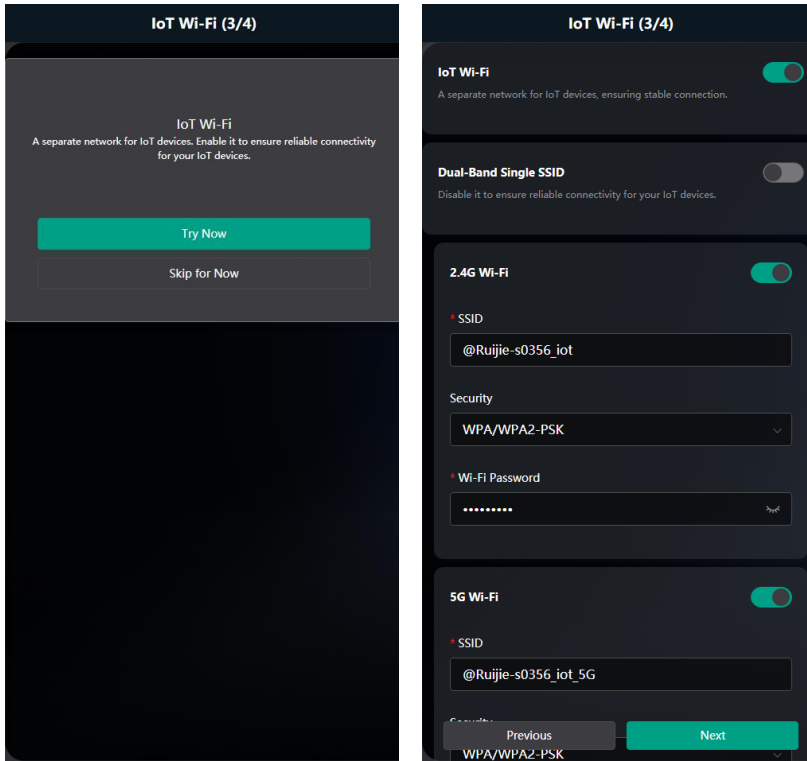 IoT Wi-Fi (3/4)
IoT Wi-Fi
A separate network for IoT devices. Enable it to ensure reliable connectivity
for your IoT devices.
Try Now
Skip for Now
IoT Wi-Fi (3/4)
IoT Wi-Fi
A separate network for IoT devices, ensuring stable connection.
Dual-Band Single SSID
Disable it to ensure reliable connectivity for your IoT devices.
2.4G Wi-Fi
* SSID
@Ruijie-s0356_iot
Security
WPA/WPA2-PSK
* Wi-Fi Password
•••••••••
5G Wi-Fi
* SSID
@Ruijie-s0356_iot_5G
Security
Previous
Next
WPA/WPA2-PSK